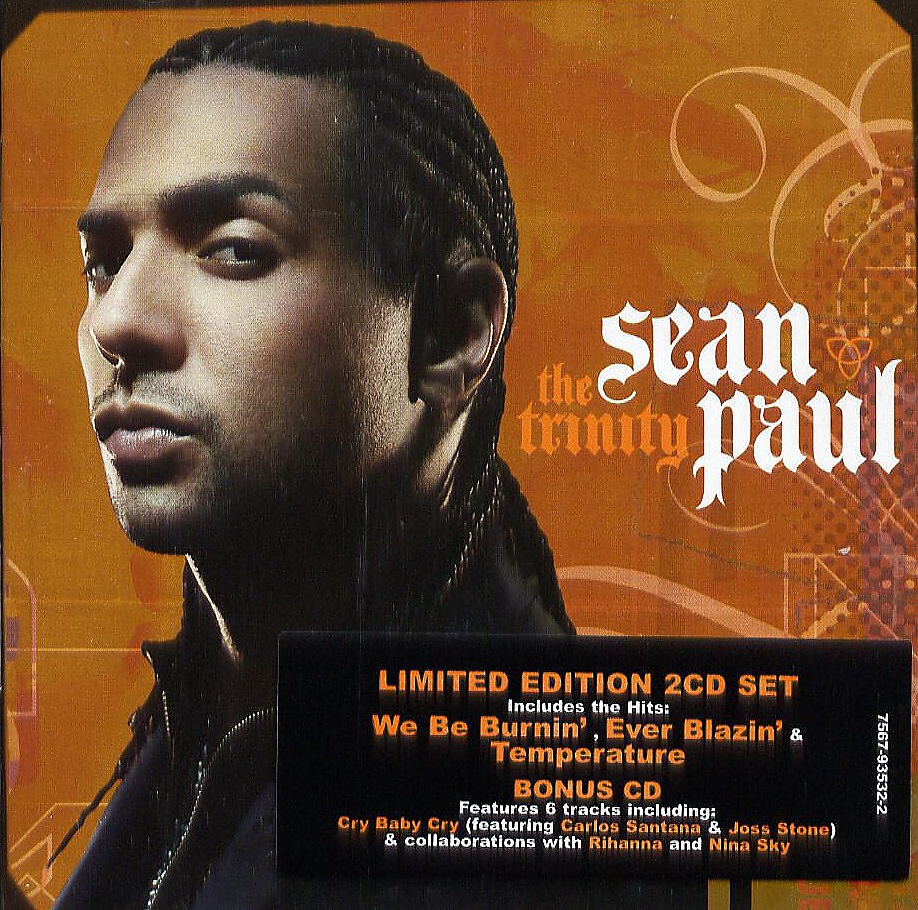 sean
the
trinity paul
LIMITED EDITION 2CD SET
Includes the Hits:
We Be Burnin', Ever Blazin' &
Temperature
BONUS CD
Features 6 tracks including:
Cry Baby Cry (featuring Carlos Santana & Joss Stone)
& collaborations with Rihanna and Nina Sky
7567-93532-2